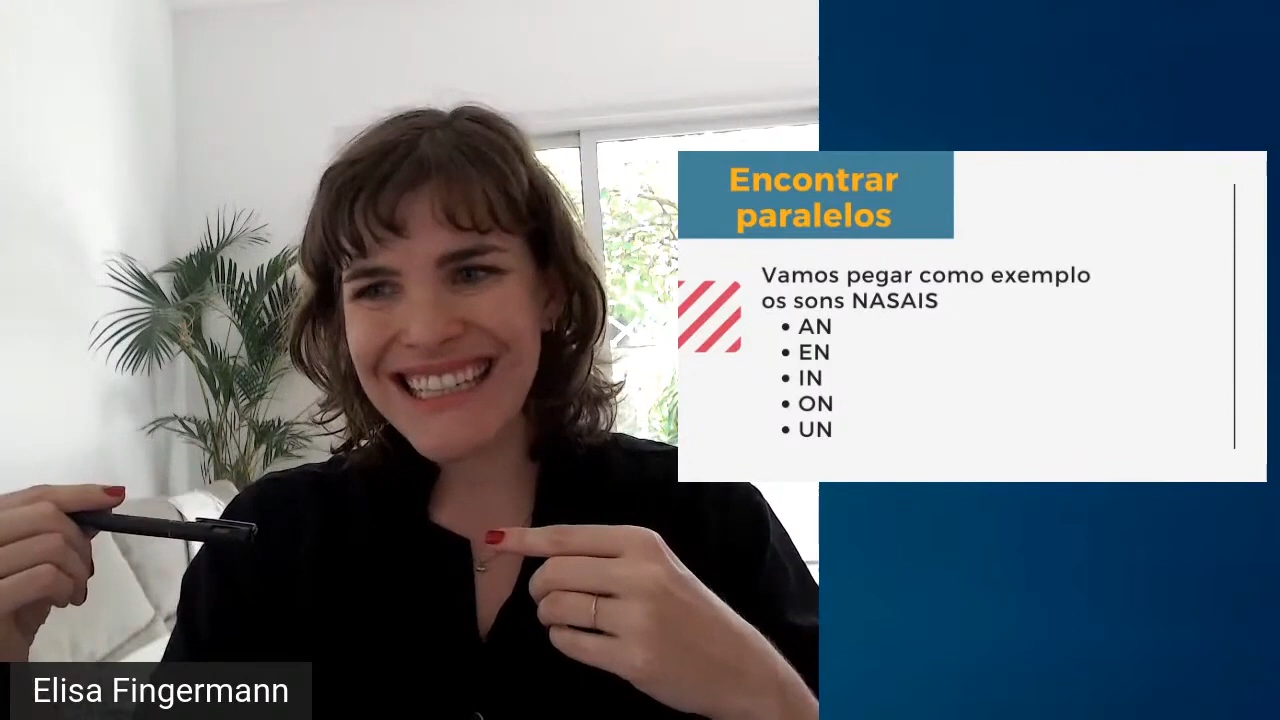 Encontrar
paralelos
Vamos pegar como exemplo
os sons NASAIS
• AN
• EN
• IN
• ON
• UN
Elisa Fingermann